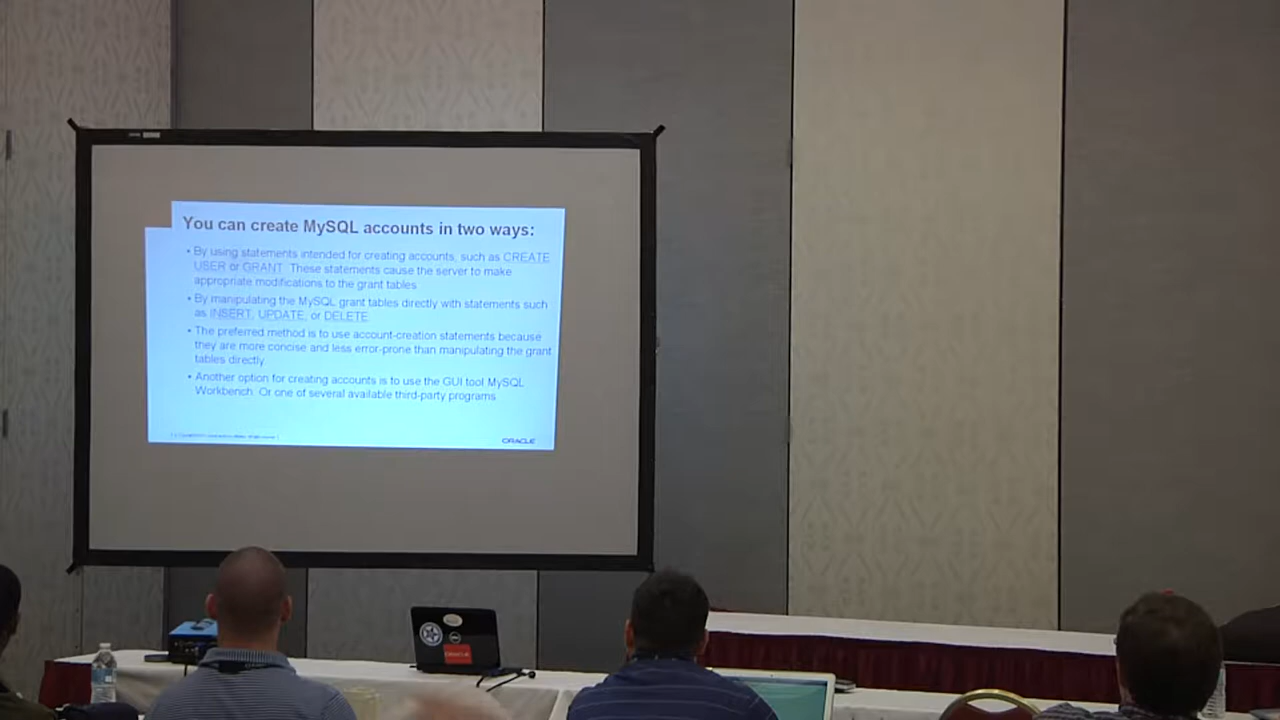 You can create MySQL accounts in two ways:
• By using statements intended for creating accounts, such as CREATE
USER or GRANT. These statements cause the server to make
appropriate modifications to the grant tables.
• By manipulating the MySQL grant tables directly with statements such
as INSERT, UPDATE, or DELETE.
• The preferred method is to use account-creation statements because
they are more concise and less error-prone than manipulating the grant
tables directly.
• Another option for creating accounts is to use the GUI tool MySQL
Workbench. Or one of several available third-party programs
ORACLE